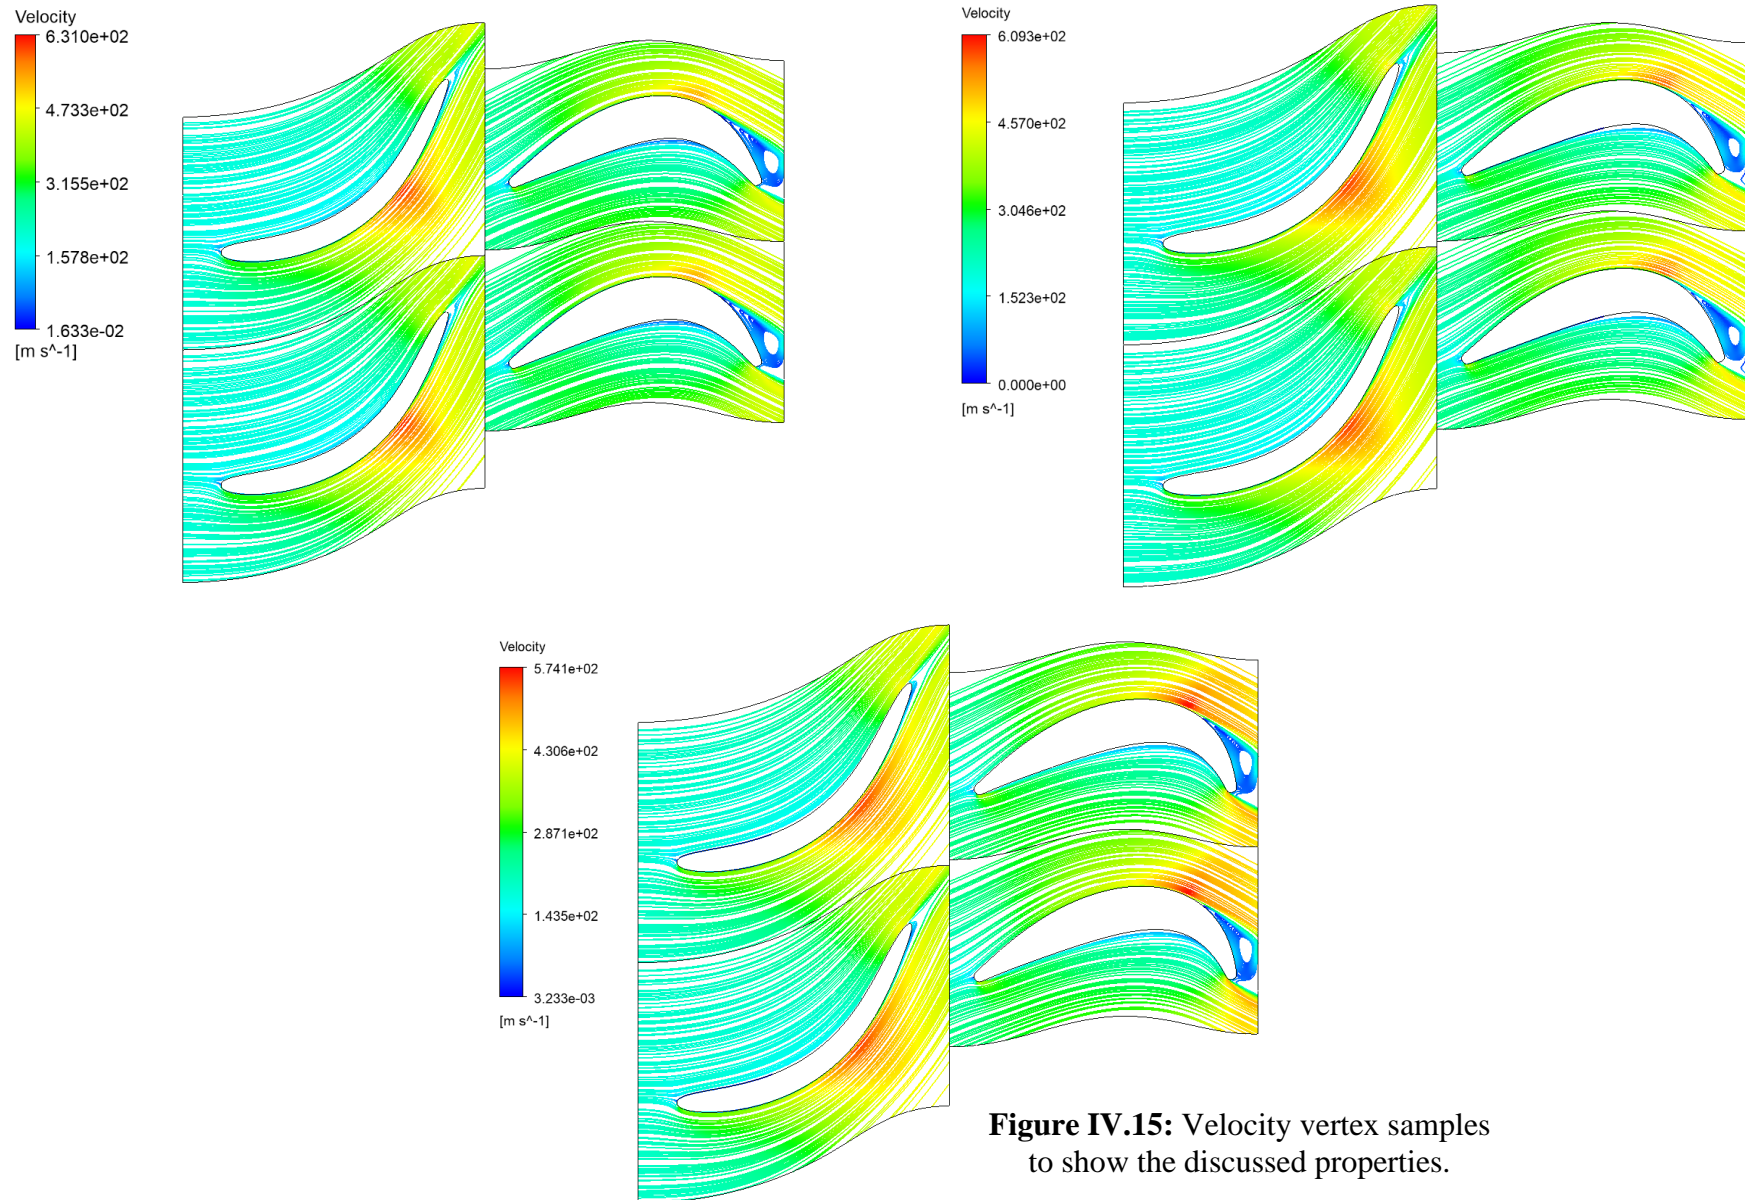 Velocity
6.310e+02
4.733e+02
3.155e+02
1.578e+02
1.633e-02
[m s^-1]
Velocity
6.093e+02
4.570e+02
3.046e+02
1.523e+02
0.000e+00
[m s^-1]
Velocity
5.741e+02
4.306e+02
2.871e+02
1.435e+02
3.233e-03
[m s^-1]
Figure IV.15: Velocity vertex samples
to show the discussed properties.